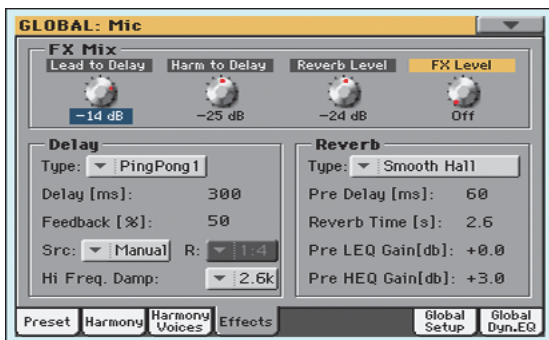 GLOBAL: Mic
FX Mix
Lead to Delay Harm to Delay Reverb Level FX Level
-14 dB -25 dB -24 dB Off
Delay
Type: PingPong1
Delay [ms]: 300
Feedback [%]: 50
Src: Manual R: 1:4
Hi Freq. Damp: 2.6k
Reverb
Type: Smooth Hall
Pre Delay [ms]: 60
Reverb Time [s]: 2.6
Pre LEQ Gain[db]: +0.0
Pre HEQ Gain[db]: +3.0
Preset Harmony Harmony Voices Effects Global Setup Global Dyn.EQ